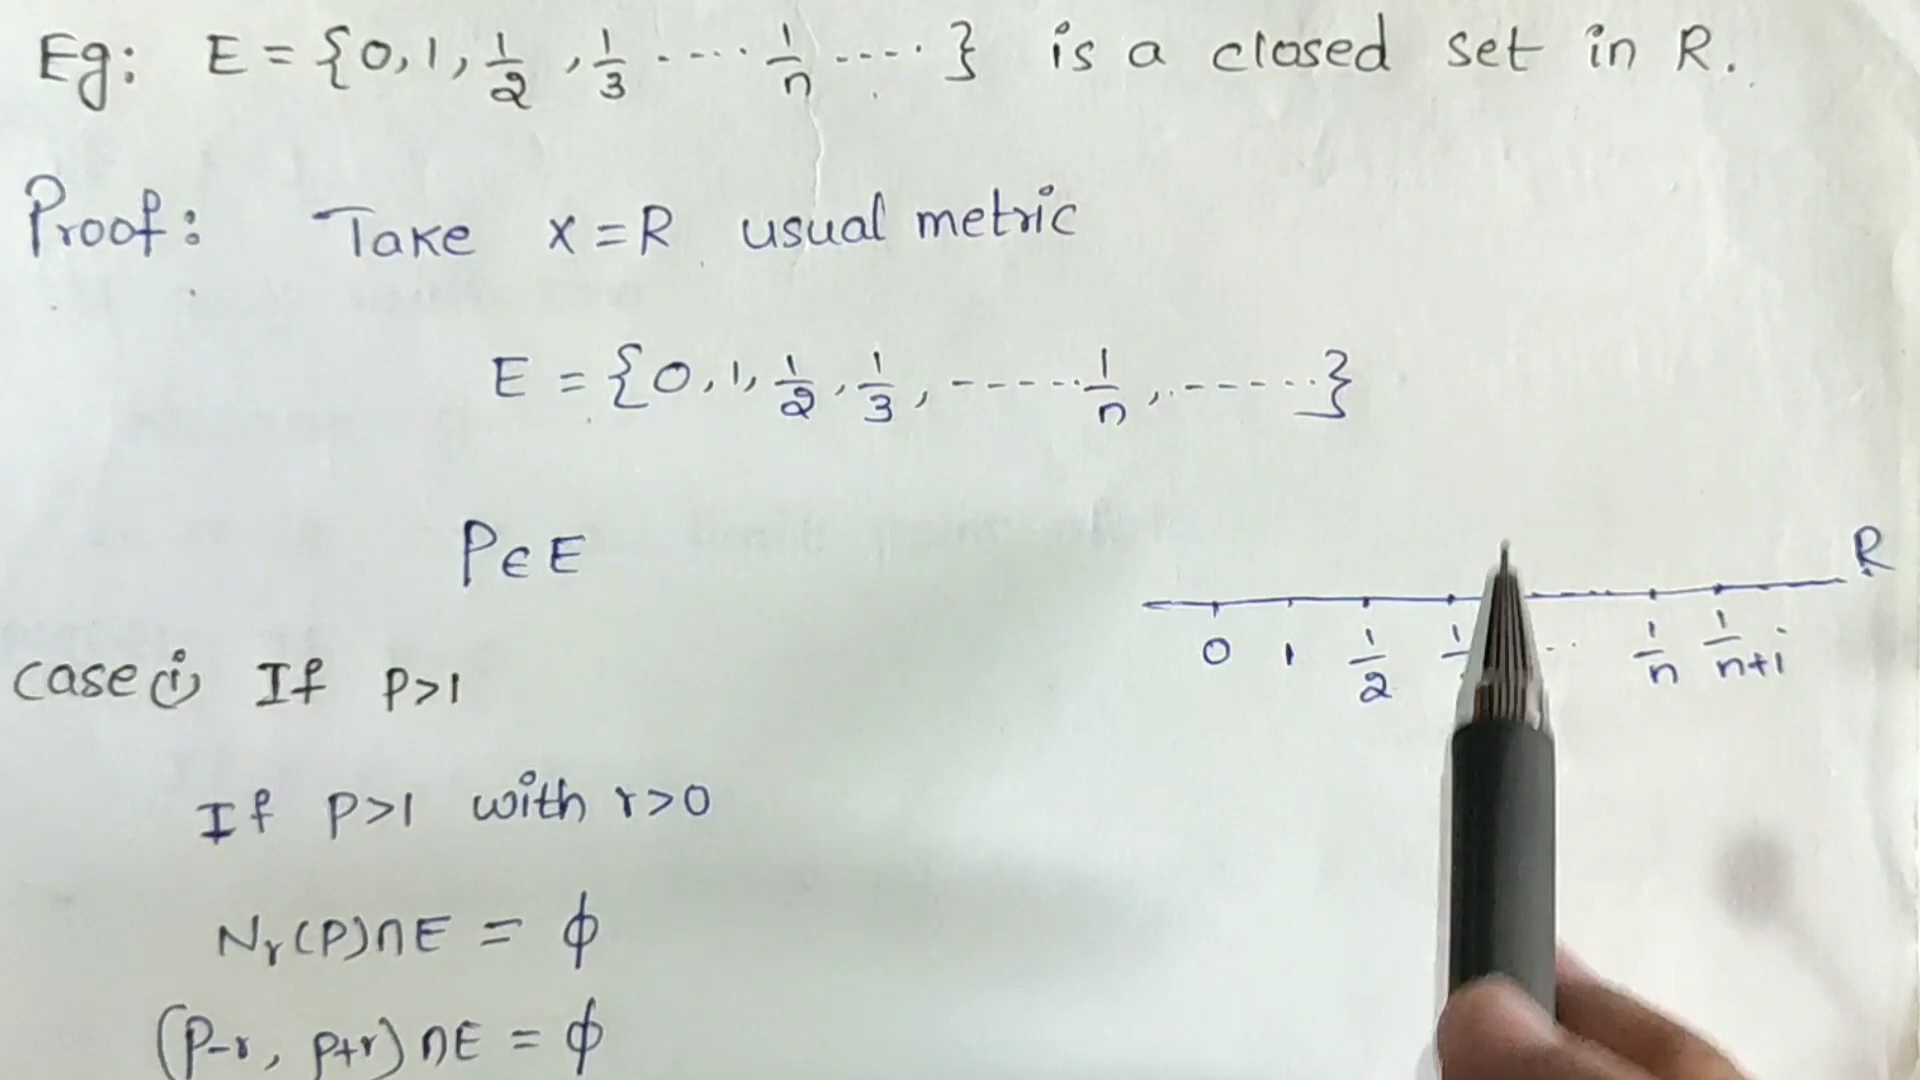 Eg: E = {0, 1, 1/2, 1/3 ..... 1/n ..... } is a closed set in R.
Proof: Take X = R usual metric
E = {0, 1, 1/2, 1/3, ...... 1/n, ......}
P ∈ E
R
0 1 1/2 ... 1/n 1/n+1
case (i) If P>1
If P>1 with r>0
Nr(P)∩E = ϕ
(P-r, P+r)∩E = ϕ